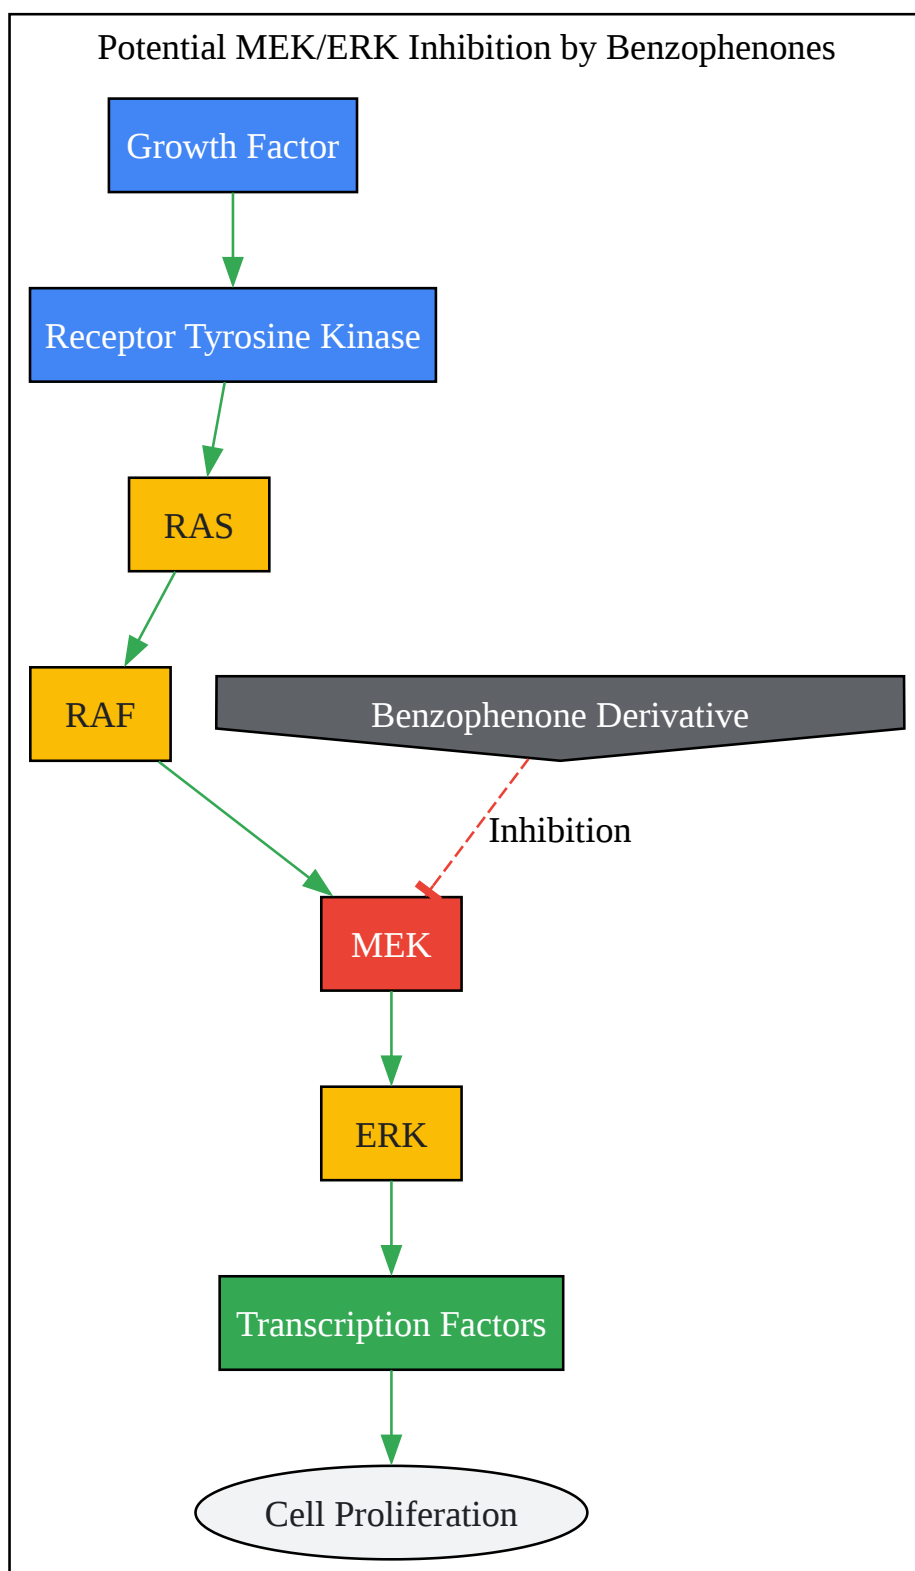 Potential MEK/ERK Inhibition by Benzophenones
Growth Factor
Receptor Tyrosine Kinase
RAS
RAF
Benzophenone Derivative
Inhibition
MEK
ERK
Transcription Factors
Cell Proliferation